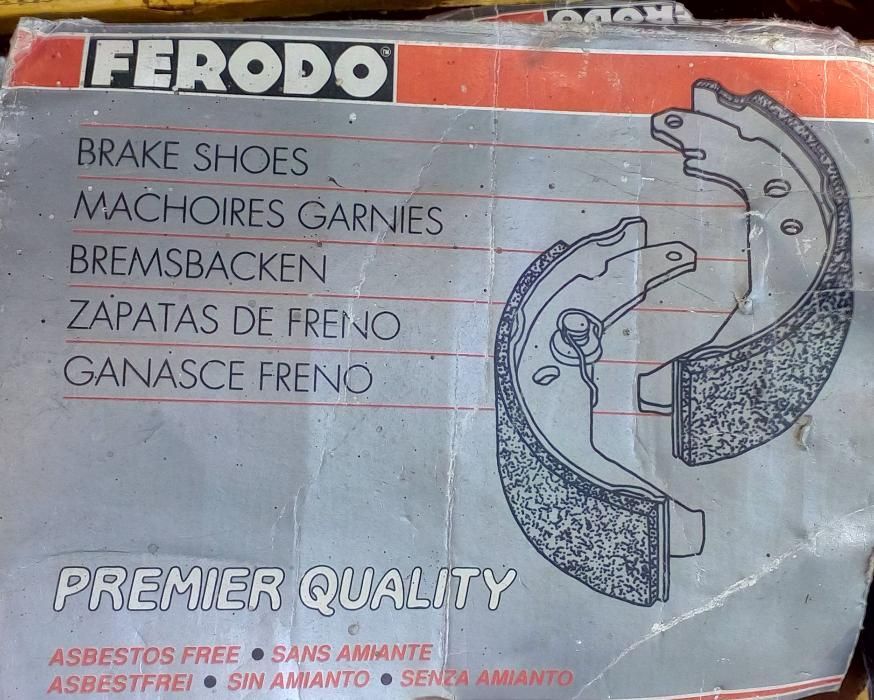 FERODO
FERODO™
BRAKE SHOES
MACHOIRES GARNIES
BREMSBACKEN
ZAPATAS DE FRENO
GANASCE FRENO
PREMIER QUALITY
ASBESTOS FREE • SANS AMIANTE
ASBESTFREI • SIN AMIANTO • SENZA AMIANTO